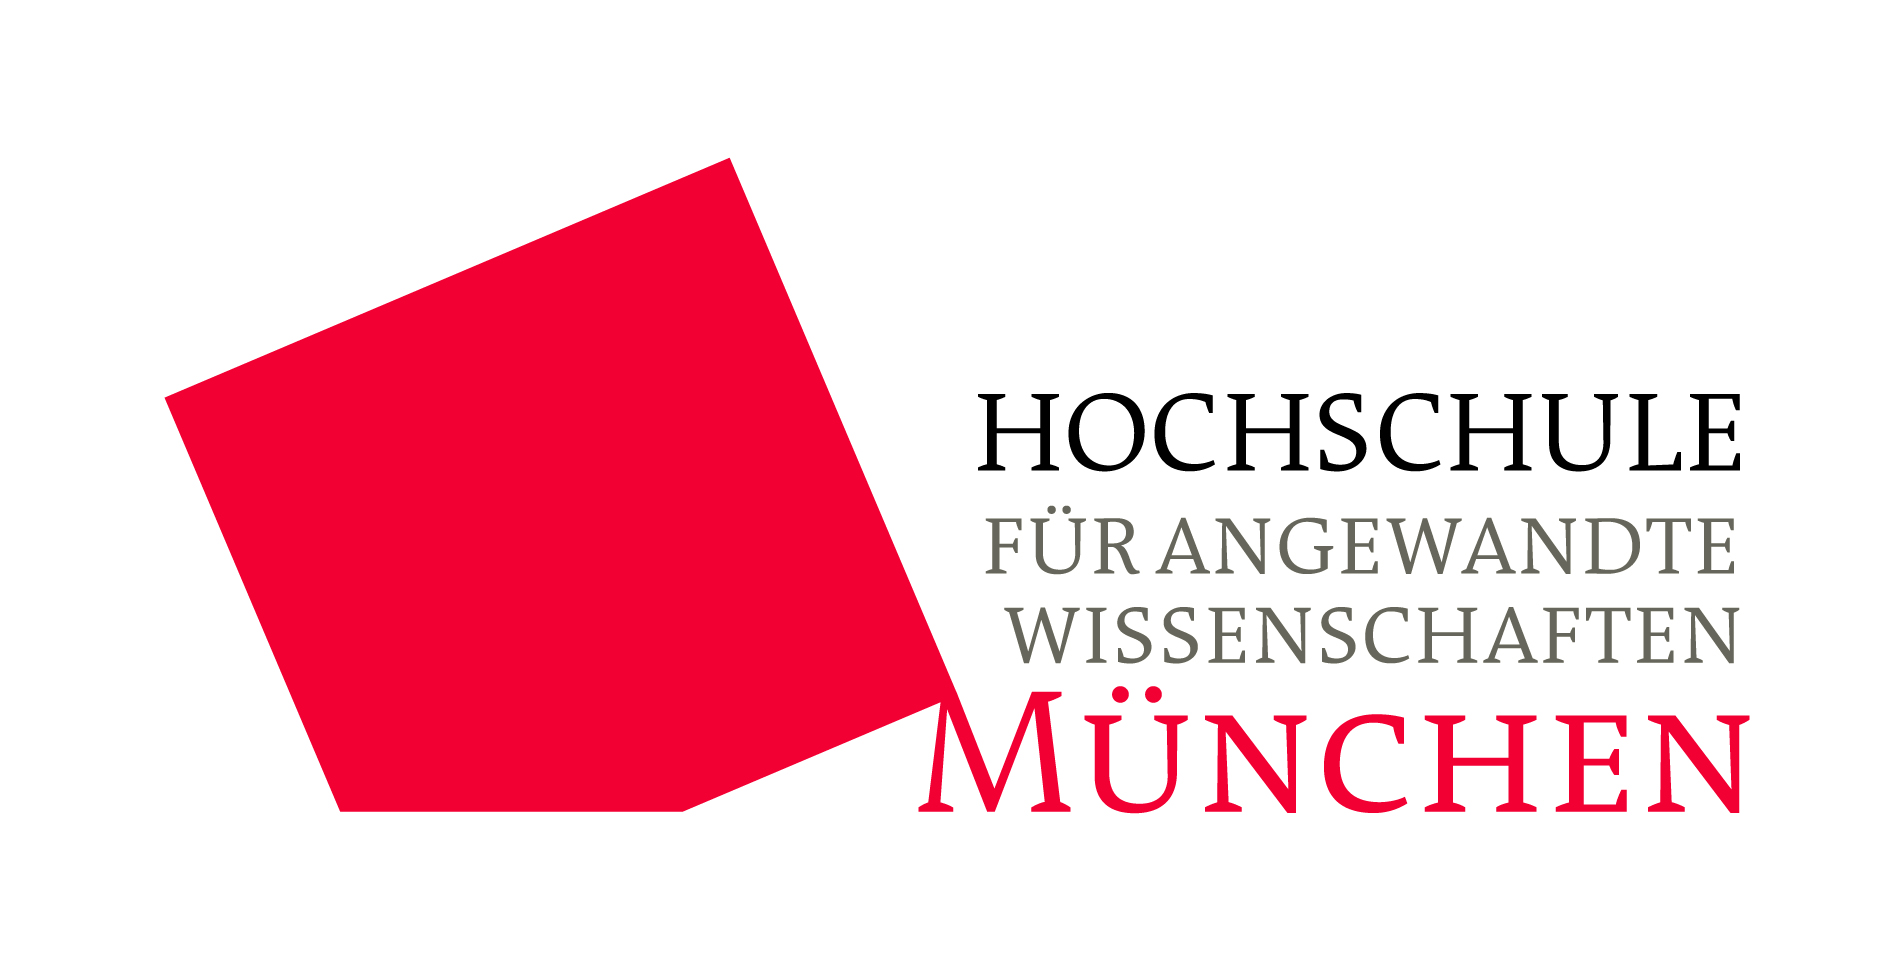 HOCHSCHULE
FÜR ANGEWANDTE
WISSENSCHAFTEN
MÜNCHEN